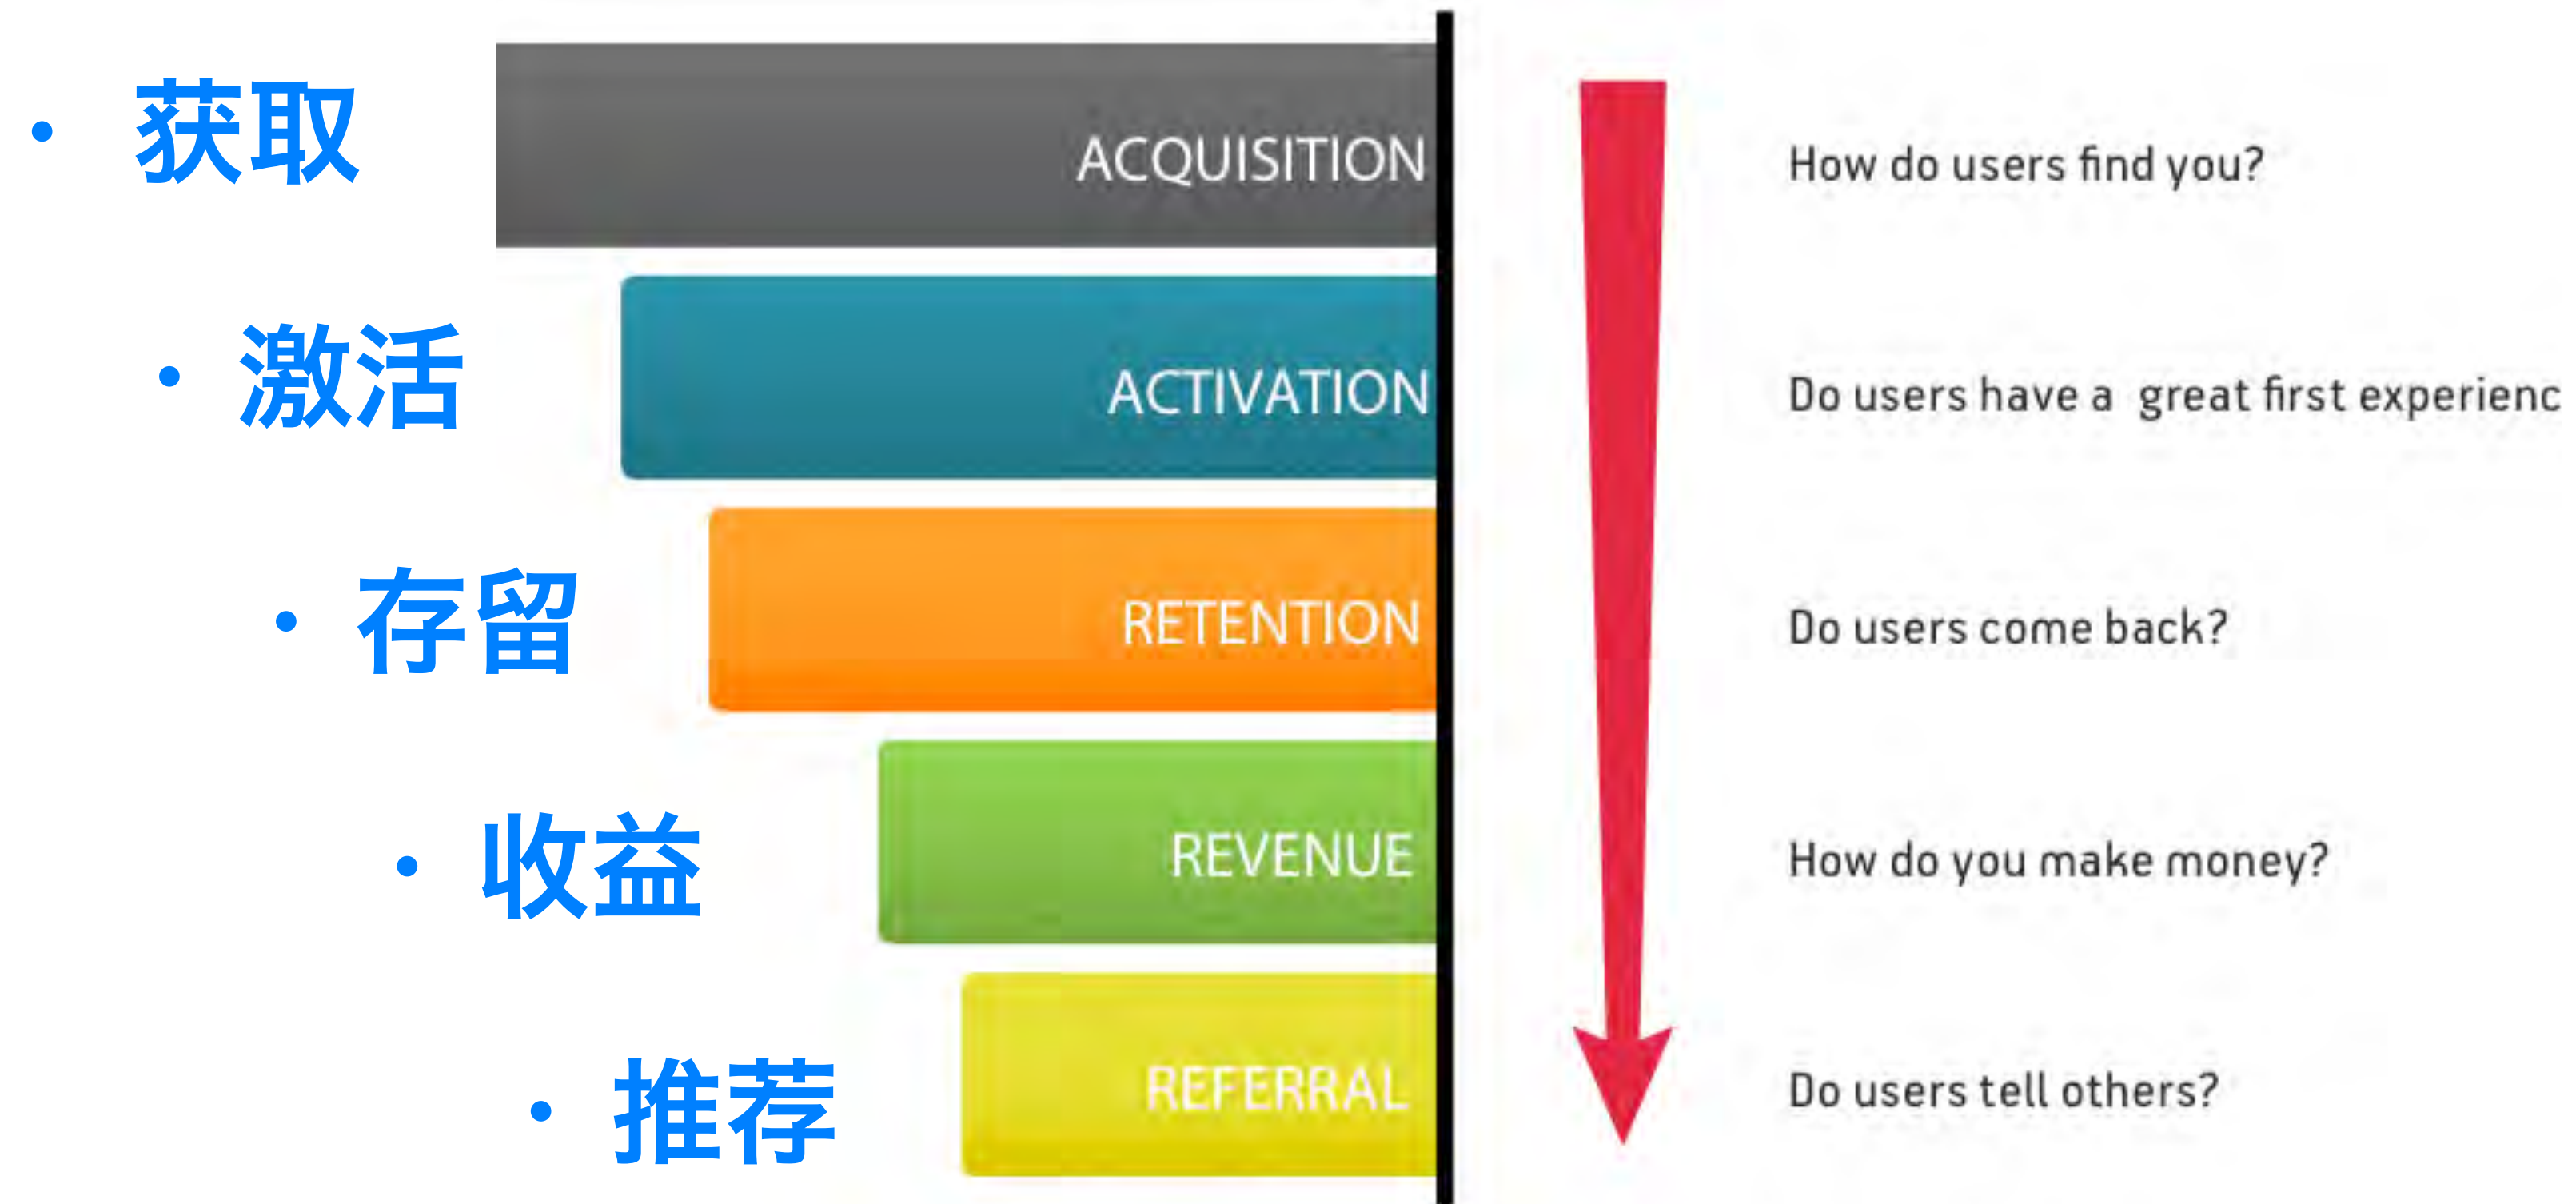 · 获取
ACQUISITION
How do users find you?
· 激活
ACTIVATION
Do users have a great first experienc
· 存留
RETENTION
Do users come back?
· 收益
REVENUE
How do you make money?
· 推荐
REFERRAL
Do users tell others?